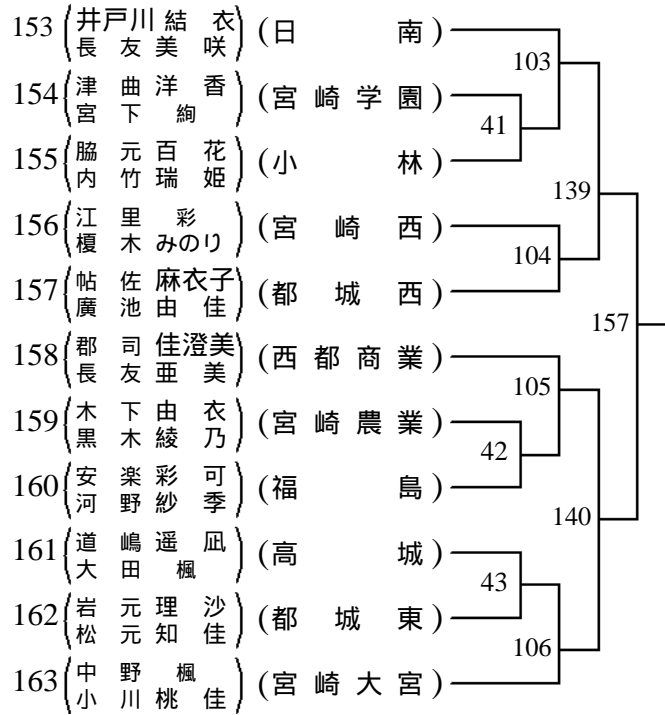 153 (井戸川 結衣
長友 美咲) (日南)
103
154 (津曲 洋香
宮下 絢) (宮崎学園)
41
155 (脇元 百花
内竹 瑞姫) (小林)
139
156 (江里 彩
榎木 みのり) (宮崎西)
104
157 (帖佐 麻衣子
廣池 由佳) (都城西)
157
158 (郡司 佳澄美
長友 亜美) (西都商業)
105
159 (木下 由衣
黒木 綾乃) (宮崎農業)
42
160 (安楽 彩可
河野 紗季) (福島)
140
161 (道嶋 遥凪
大田 楓) (高城)
43
162 (岩元 理沙
松元 知佳) (都城東)
106
163 (中野 楓
小川 桃佳) (宮崎大宮)